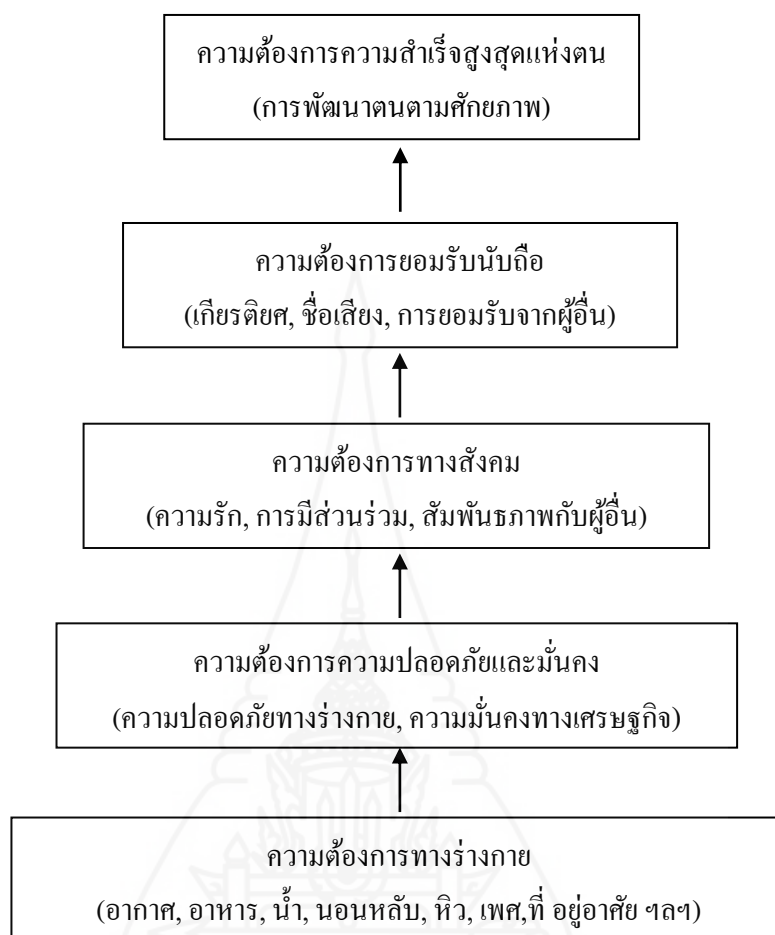 ความต้องการความสำเร็จสูงสุดแห่งตน
(การพัฒนาตนตามศักยภาพ)
ความต้องการยอมรับนับถือ
(เกียรติยศ, ชื่อเสียง, การยอมรับจากผู้อื่น)
ความต้องการทางสังคม
(ความรัก, การมีส่วนร่วม, สัมพันธภาพกับผู้อื่น)
ความต้องการความปลอดภัยและมั่นคง
(ความปลอดภัยทางร่างกาย, ความมั่นคงทางเศรษฐกิจ)
ความต้องการทางร่างกาย
(อากาศ, อาหาร, น้ำ, นอนหลับ, หิว, เพศ,ที่ อยู่อาศัย ฯลฯ)